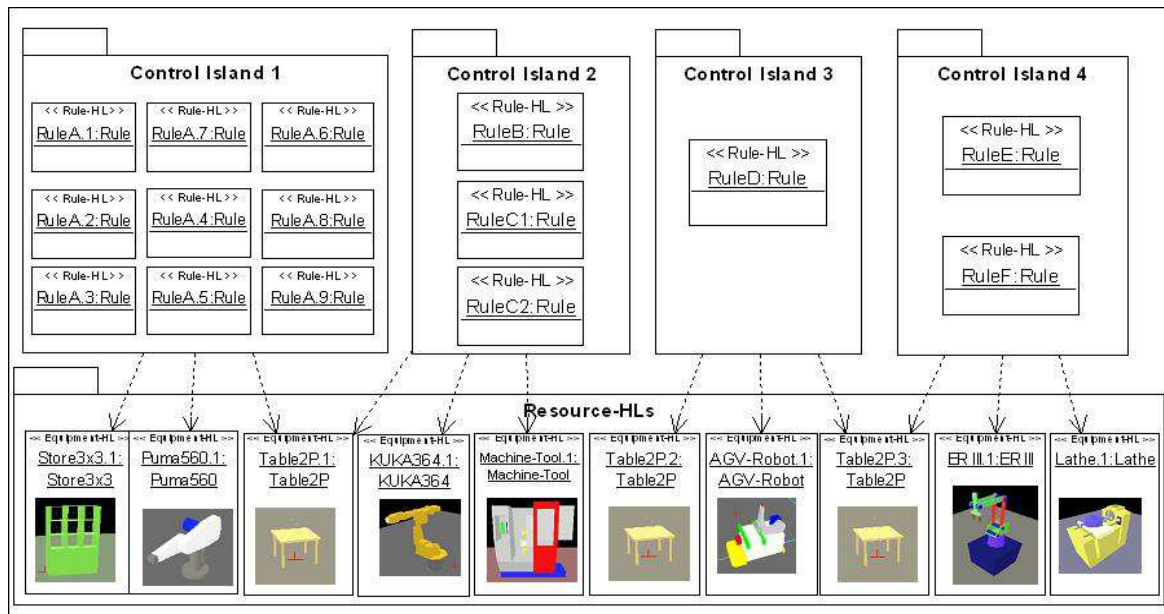 Control Island 1
<< Rule-HL >>
RuleA.1:Rule
<< Rule-HL >>
RuleA.7:Rule
<< Rule-HL >>
RuleA.6:Rule
<< Rule-HL >>
RuleA.2:Rule
<< Rule-HL >>
RuleA.4:Rule
<< Rule-HL >>
RuleA.8:Rule
<< Rule-HL >>
RuleA.3:Rule
<< Rule-HL >>
RuleA.5:Rule
<< Rule-HL >>
RuleA.9:Rule
Control Island 2
<< Rule-HL >>
RuleB:Rule
<< Rule-HL >>
RuleC1:Rule
<< Rule-HL >>
RuleC2:Rule
Control Island 3
<< Rule-HL >>
RuleD:Rule
Control Island 4
<< Rule-HL >>
RuleE:Rule
<< Rule-HL >>
RuleF:Rule
Resource-HLs
<< Equipment-HL >>
Store3x3.1:
Store3x3
<< Equipment-HL >>
Puma560.1:
Puma560
<< Equipment-HL >>
Table2P.1:
Table2P
<< Equipment-HL >>
KUKA364.1:
KUKA364
<< Equipment-HL >>
Machine-Tool.1:
Machine-Tool
<< Equipment-HL >>
Table2P.2:
Table2P
<< Equipment-HL >>
AGV-Robot.1:
AGV-Robot
<< Equipment-HL >>
Table2P.3:
Table2P
<< Equipment-HL >>
ER III.1:ER III
<< Equipment-HL >>
Lathe.1:Lathe